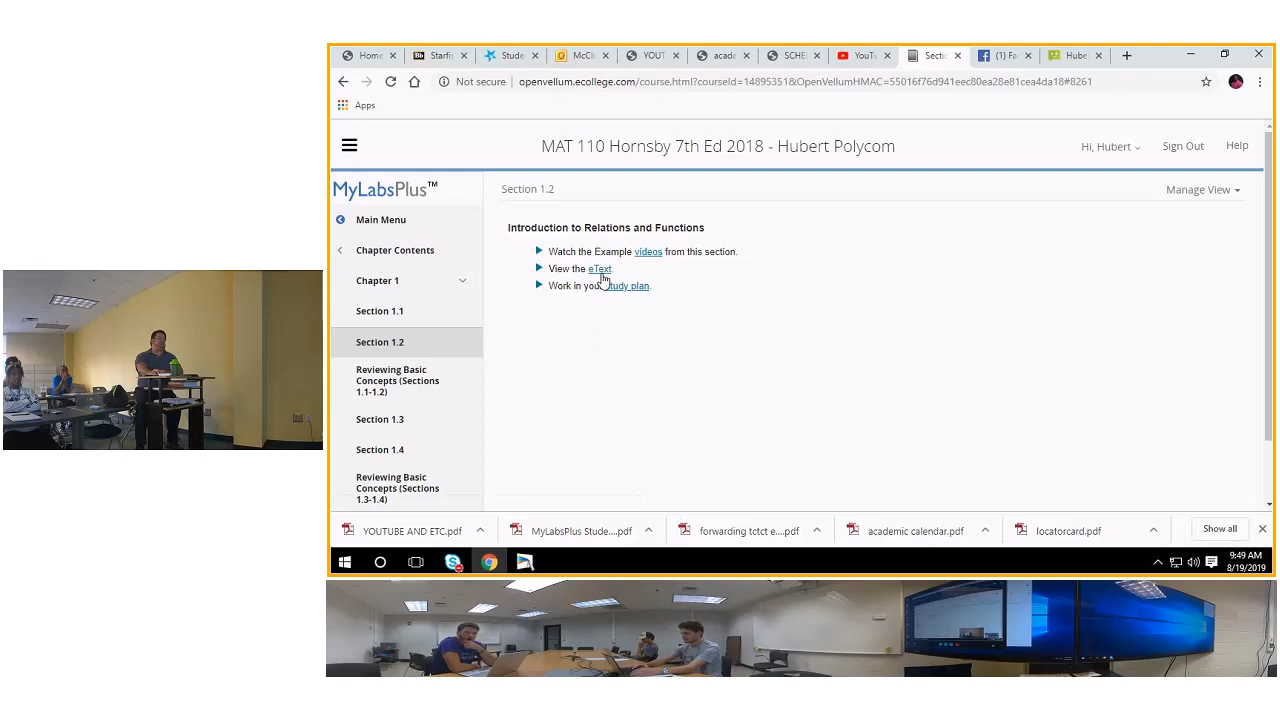 Home
Starfis
Stude
McCl
YOUT
acade
SCHE
YouTu
Secti
(1) Fa
Hube
Not secure
openvellum.ecollege.com/course.html?courseId=14895351&OpenVellumHMAC=55016f76d941eec80ea28e81cea4da18#8261
Apps
MAT 110 Hornsby 7th Ed 2018 - Hubert Polycom
Hi, Hubert
Sign Out
Help
MyLabsPlus™
Section 1.2
Manage View
Main Menu
Chapter Contents
Chapter 1
Section 1.1
Section 1.2
Reviewing Basic
Concepts (Sections
1.1-1.2)
Section 1.3
Section 1.4
Reviewing Basic
Concepts (Sections
1.3-1.4)
Introduction to Relations and Functions
Watch the Example videos from this section.
View the eText.
Work in you tudy plan.
YOUTUBE AND ETC.pdf
MyLabsPlus Stude....pdf
forwarding tctct e....pdf
academic calendar.pdf
locatorcard.pdf
Show all
9:49 AM
8/19/2019